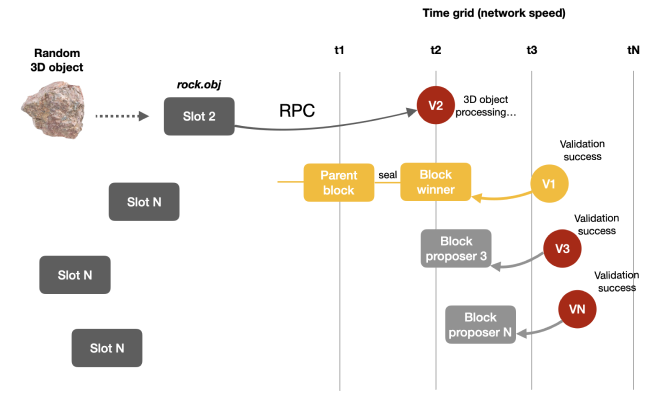 Time grid (network speed)
t1
t2
t3
tN
Random
3D object
rock.obj
Slot 2
RPC
V2
3D object
processing...
Validation
success
Parent
block
seal
Block
winner
V1
Slot N
Validation
success
Block
proposer 3
V3
Slot N
Validation
success
Block
proposer N
VN
Slot N